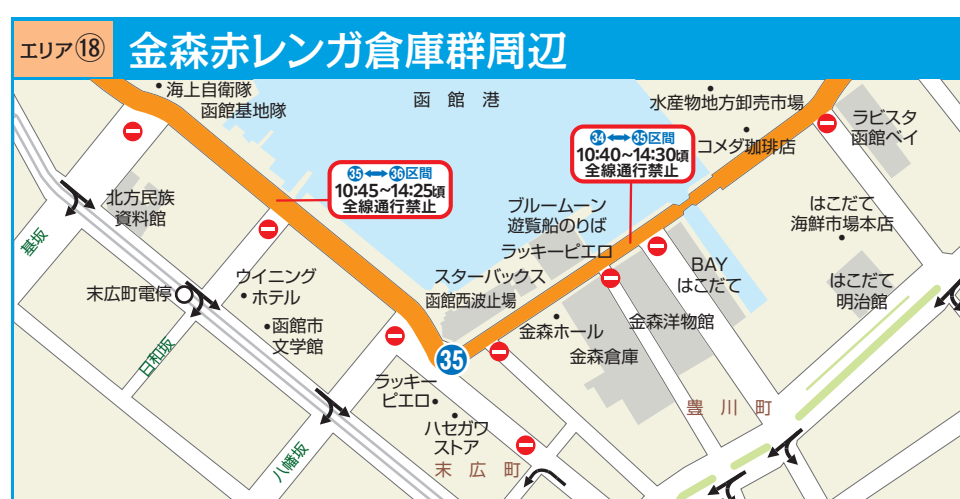 エリア⑱ 金森赤レンガ倉庫群周辺
海上自衛隊
函館基地隊
函館港
水産物地方卸売市場
コメダ珈琲店
ラビスタ
函館ベイ
㉞⟷㉟区間
10:40~14:30頃
全線通行禁止
㉟⟷㊱区間
10:45~14:25頃
全線通行禁止
北方民族
資料館
ブルームーン
遊覧船のりば
ラッキーピエロ
はこだて
海鮮市場本店
基坂
BAY
はこだて
スターバックス
函館西波止場
ウイニング
ホテル
末広町電停
はこだて
明治館
函館市
文学館
金森ホール
金森洋物館
金森倉庫
日和坂
35
ラッキー
ピエロ
ハセガワ
ストア
豊川町
末広町
八幡坂